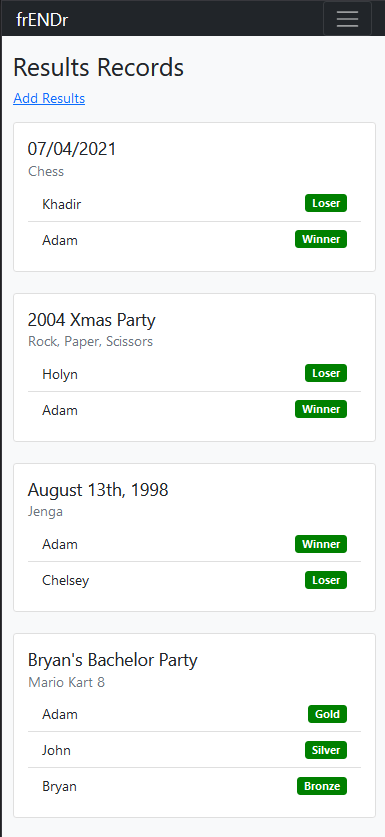 frENDr
Results Records
Add Results
07/04/2021
Chess
Khadir Loser
Adam Winner
2004 Xmas Party
Rock, Paper, Scissors
Holyn Loser
Adam Winner
August 13th, 1998
Jenga
Adam Winner
Chelsey Loser
Bryan's Bachelor Party
Mario Kart 8
Adam Gold
John Silver
Bryan Bronze